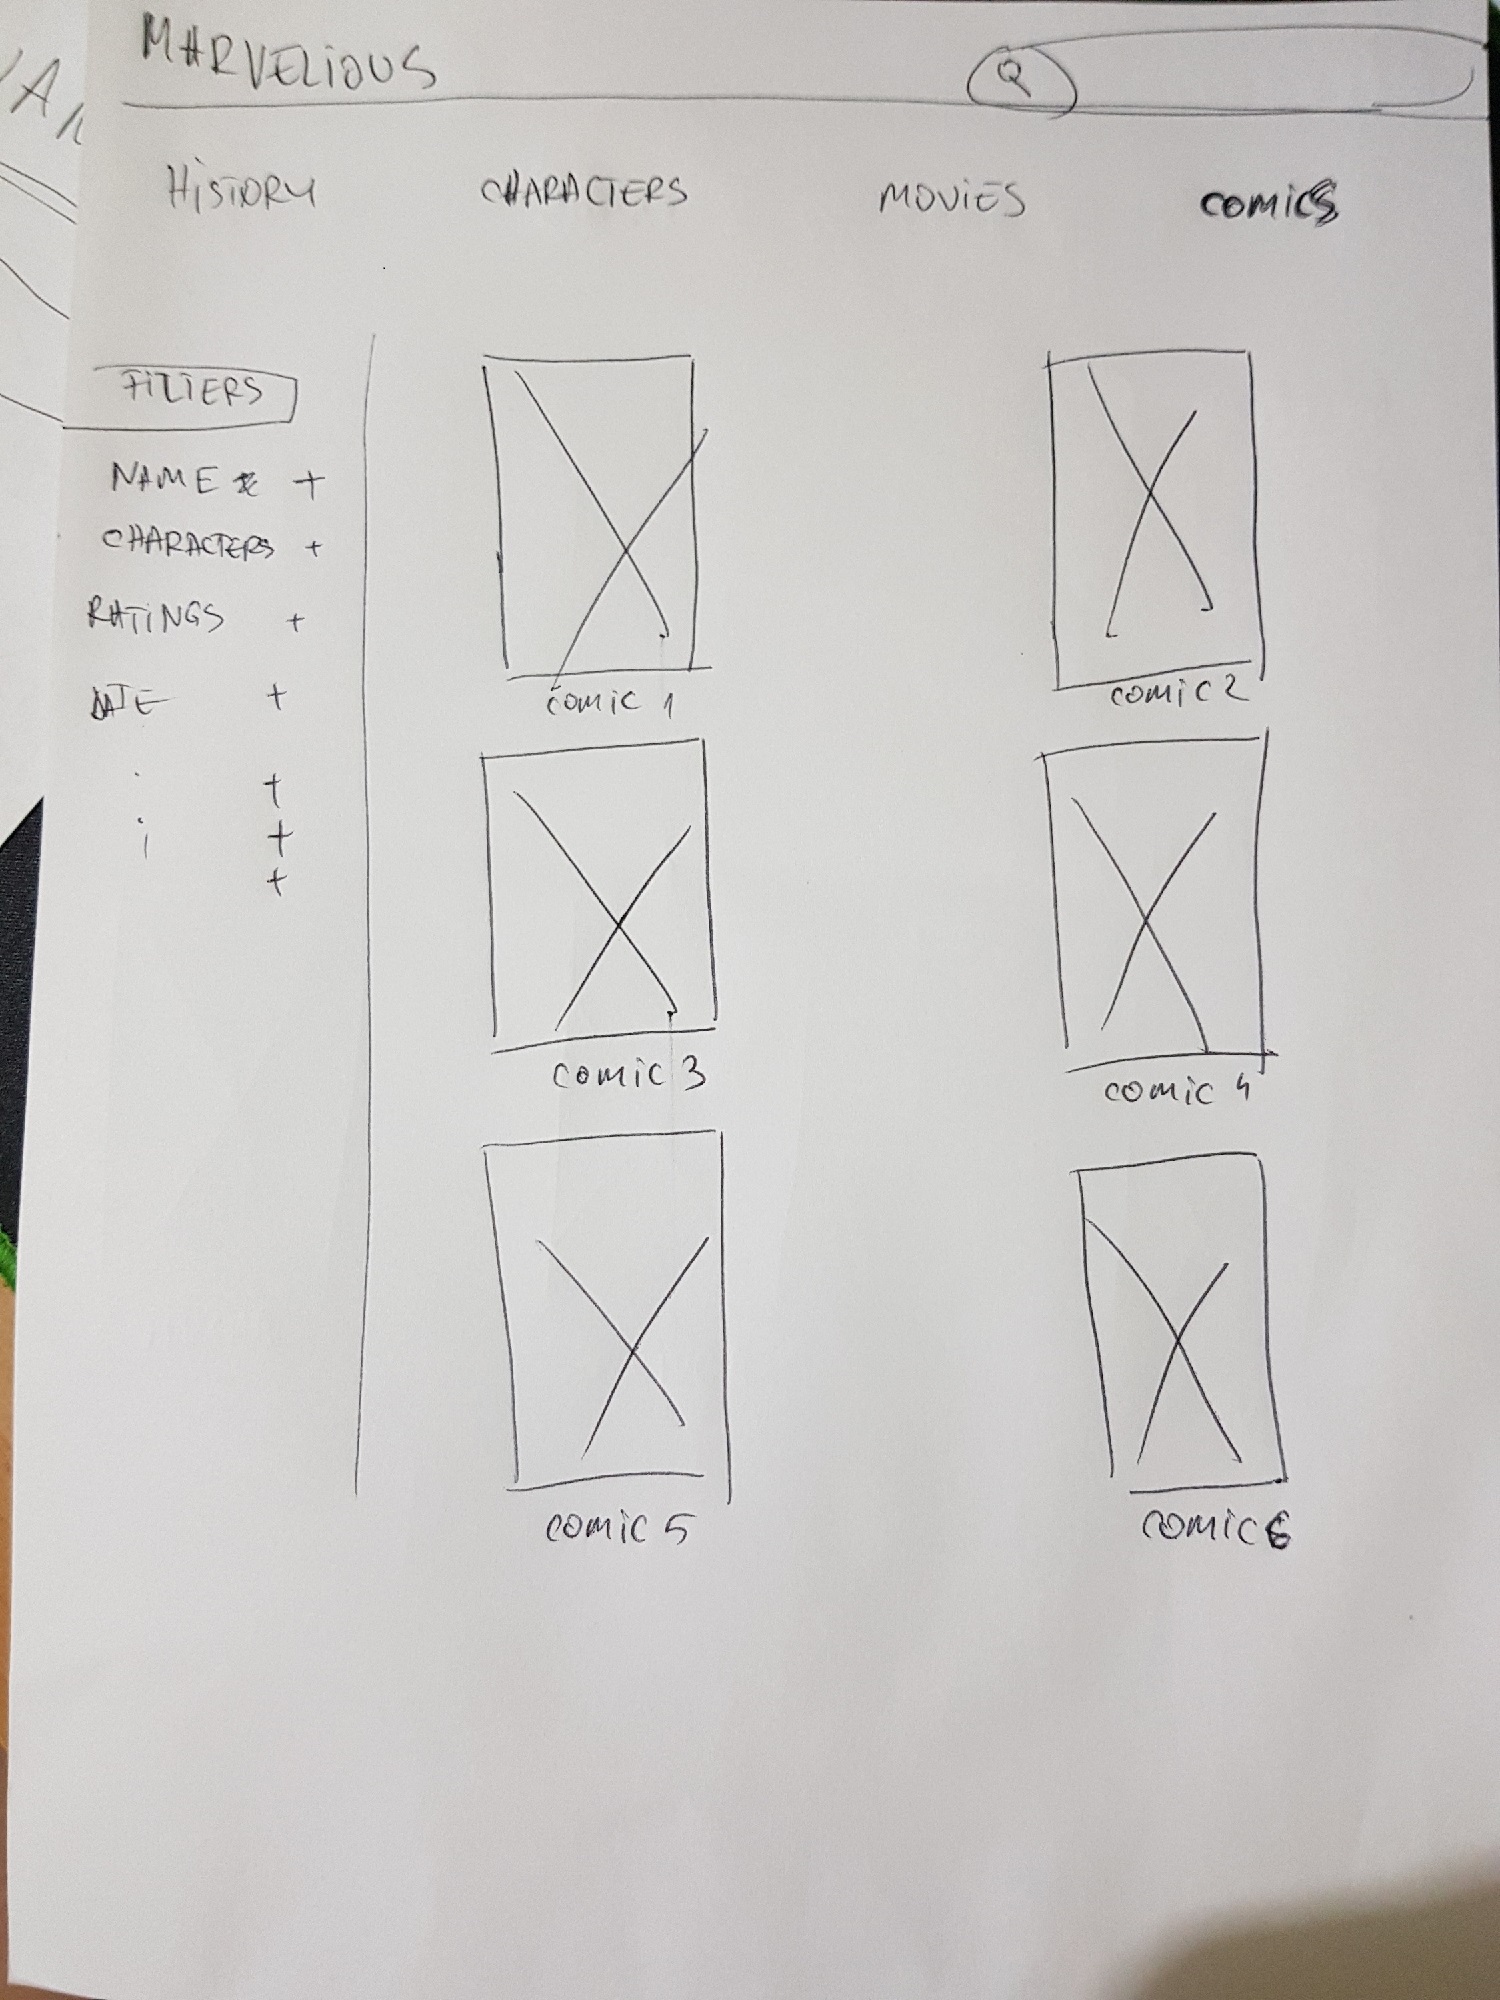 MARVELIOUS
HISTORY CHARACTERS MOVIES COMICS
FILTERS
NAME +
CHARACTERS +
RATINGS +
DATE +
+
+
+
comic 1 comic 2
comic 3 comic 4
comic 5 comic 6